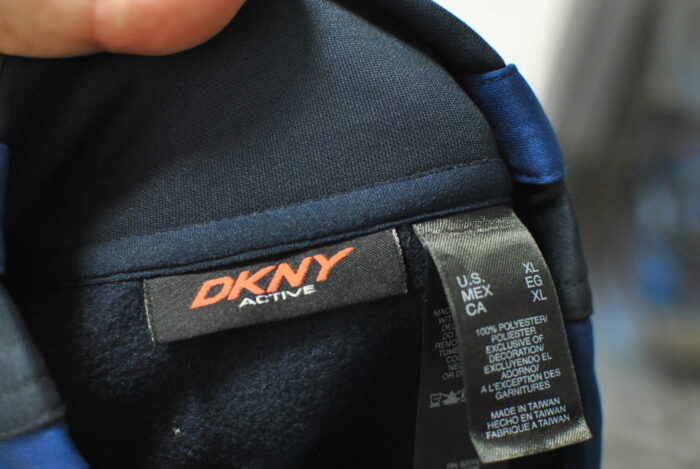 DKNY
ACTIVE
U.S. XL
MEX EG
CA XL
100% POLYESTER/
POLIESTER
EXCLUSIVE OF
DECORATION/
EXCLUYENDO EL
ADORNO/
A L'EXCEPTION DES
GARNITURES
MADE IN TAIWAN
HECHO EN TAIWAN
FABRIQUE A TAIWAN